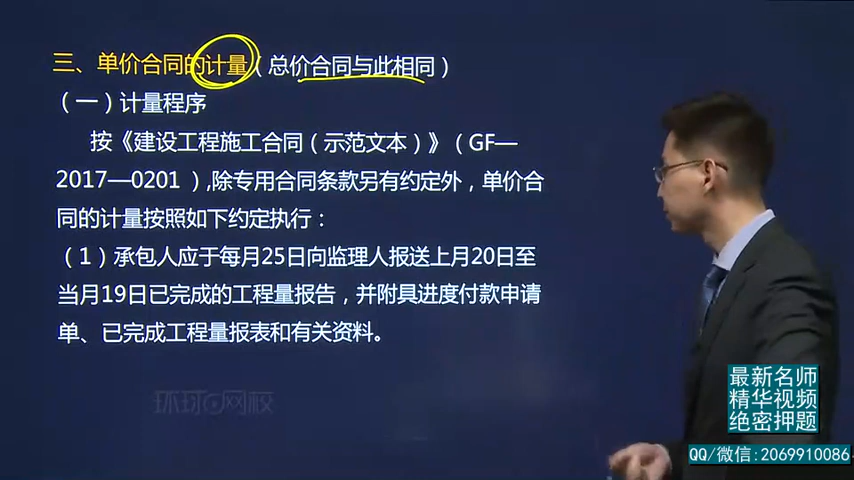 三、单价合同的计量（总价合同与此相同）
（一）计量程序
按《建设工程施工合同（示范文本）》（GF—
2017—0201 ）,除专用合同条款另有约定外，单价合
同的计量按照如下约定执行：
（1）承包人应于每月25日向监理人报送上月20日至
当月19日已完成的工程量报告，并附具进度付款申请
单、已完成工程量报表和有关资料。
环球网校
最新名师
精华视频
绝密押题
QQ/微信:2069910086